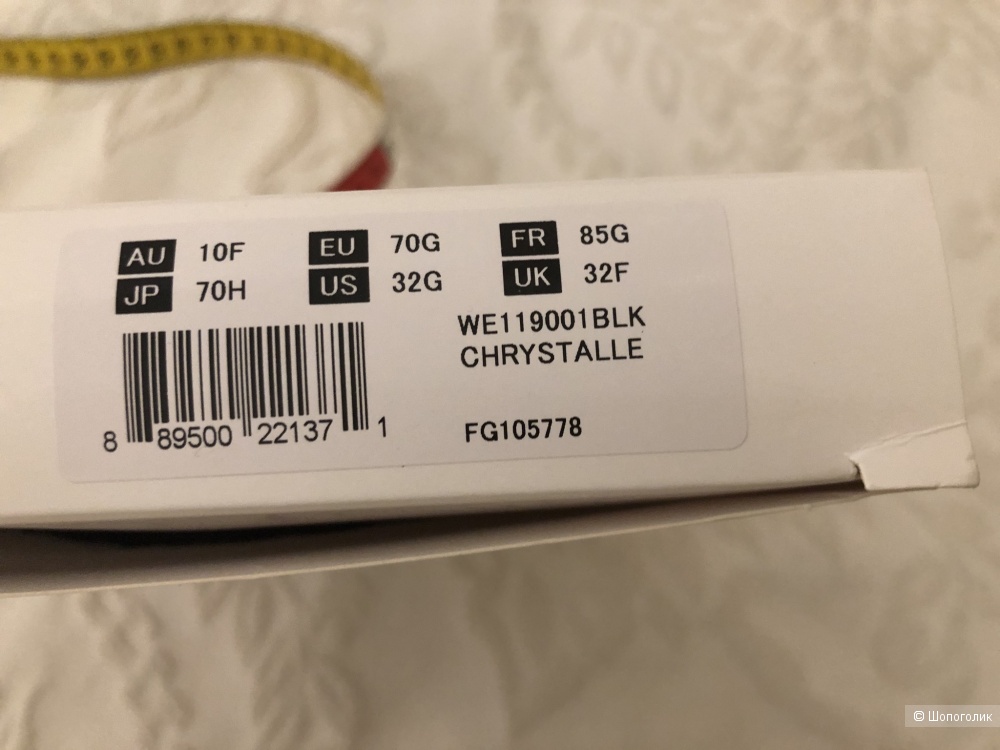 AU 10F EU 70G FR 85G
JP 70H US 32G UK 32F
WE119001BLK
CHRYSTALLE
8 89500 22137 1
FG105778
© Шопоголик